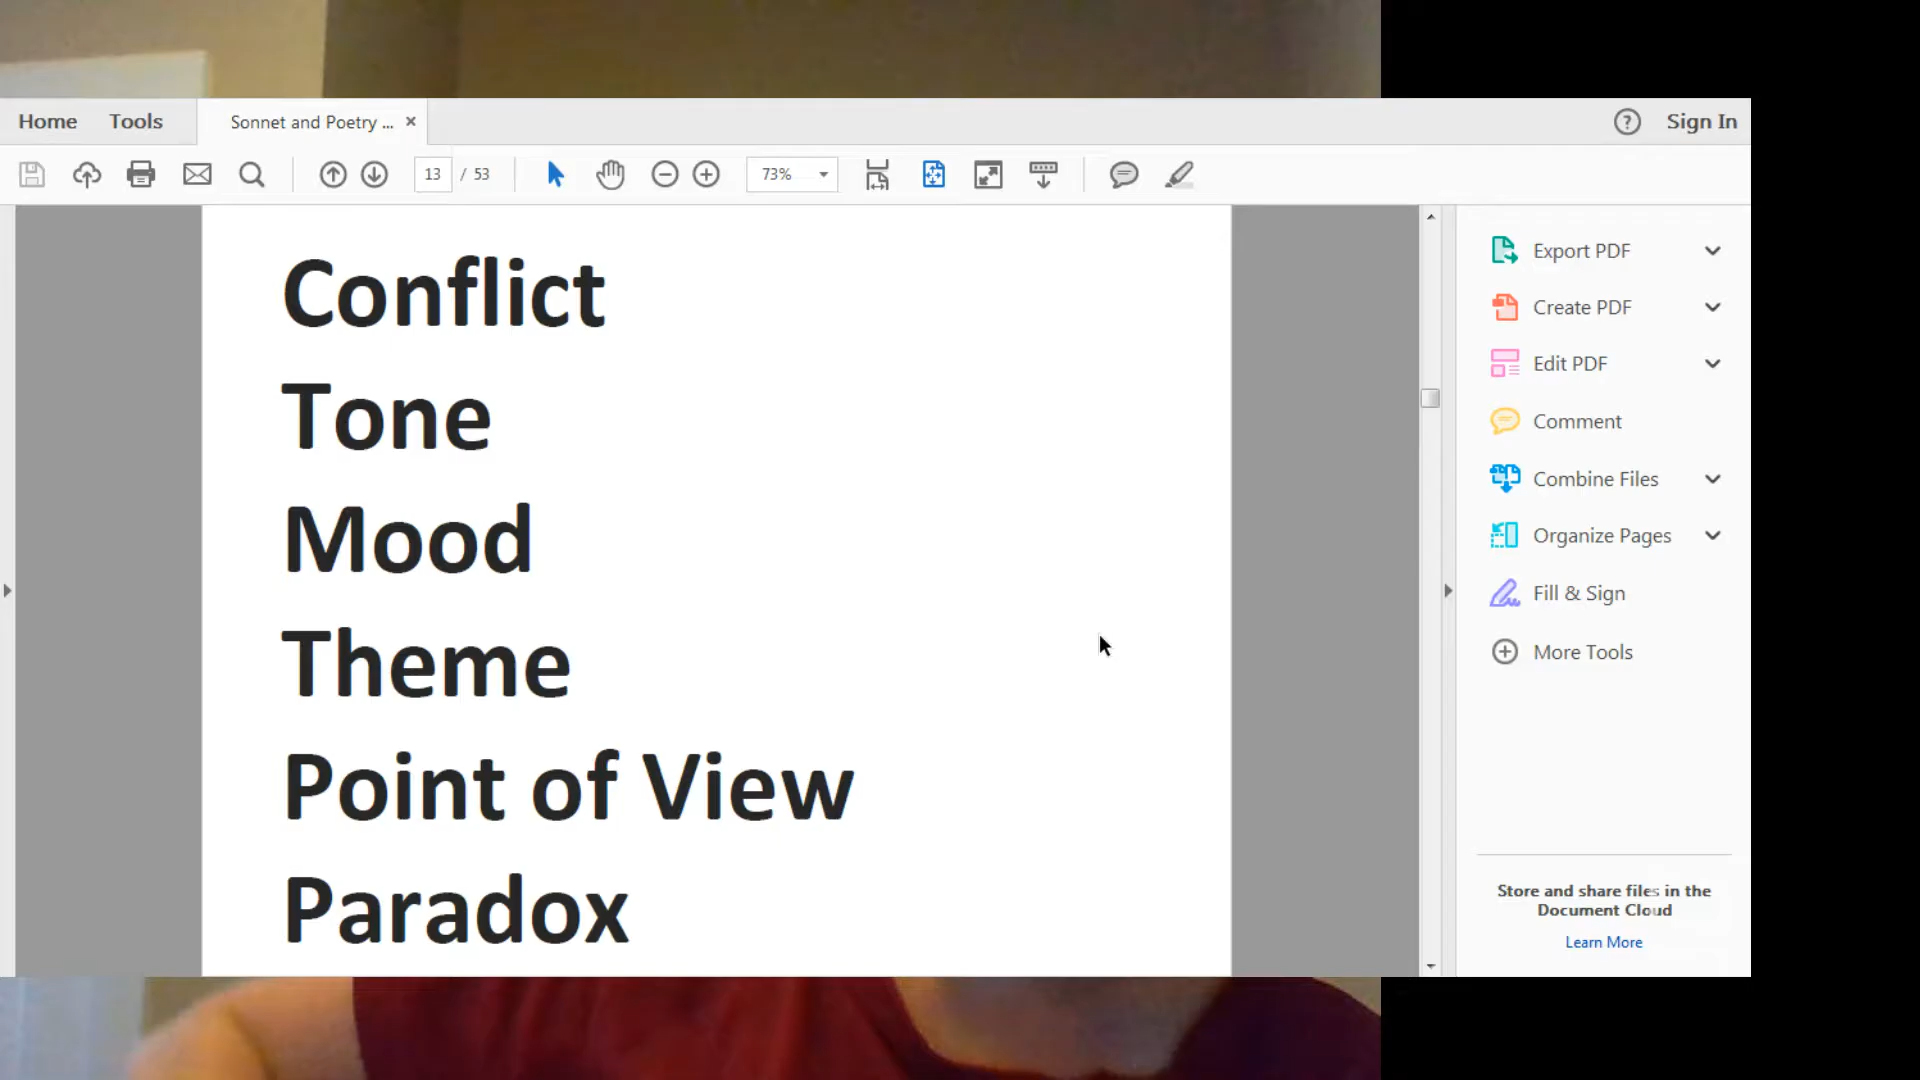 Home Tools Sonnet and Poetry ... × ? Sign In
13 / 53 73%
Conflict
Tone
Mood
Theme
Point of View
Paradox
Export PDF
Create PDF
Edit PDF
Comment
Combine Files
Organize Pages
Fill & Sign
More Tools
Store and share files in the
Document Cloud
Learn More